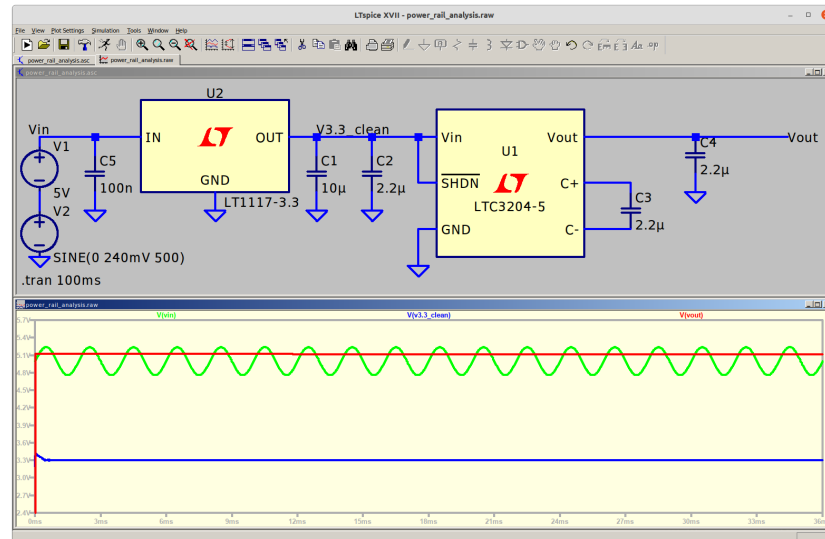 LTspice XVII - power_rail_analysis.raw
File View Plot Settings Simulation Tools Window Help
power_rail_analysis.asc power_rail_analysis.raw
power_rail_analysis.asc
U2
Vin IN OUT V3.3_clean
V1 C5 100n GND LT1117-3.3
5V
V2
SINE(0 240mV 500)
.tran 100ms
C1 10µ
C2 2.2µ
Vin U1 Vout Vout
SHDN C+
LTC3204-5
GND C-
C3 2.2µ
C4 2.2µ
power_rail_analysis.raw
V(vin) V(v3.3_clean) V(vout)
5.7V
5.4V
5.1V
4.8V
4.5V
4.2V
3.9V
3.6V
3.3V
3.0V
2.7V
2.4V
0ms 3ms 6ms 9ms 12ms 15ms 18ms 21ms 24ms 27ms 30ms 33ms 36m